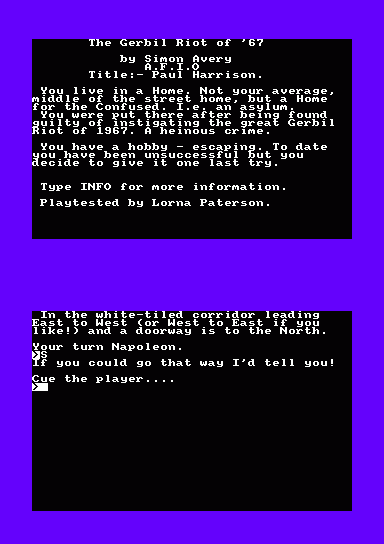 The Gerbil Riot of '67
by Simon Avery
A.F.I.O
Title:- Paul Harrison.
You live in a Home. Not your average,
middle of the street home, but a Home
for the Confused. I.e. an asylum.
You were put there after being found
guilty of instigating the great Gerbil
Riot of 1967. A heinous crime.
You have a hobby - escaping. To date
you have been unsuccessful but you
decide to give it one last try.
Type INFO for more information.
Playtested by Lorna Paterson.
In the white-tiled corridor leading
East to West (or West to East if you
like!) and a doorway is to the North.
Your turn Napoleon.
>S
If you could go that way I'd tell you!
Cue the player....
>